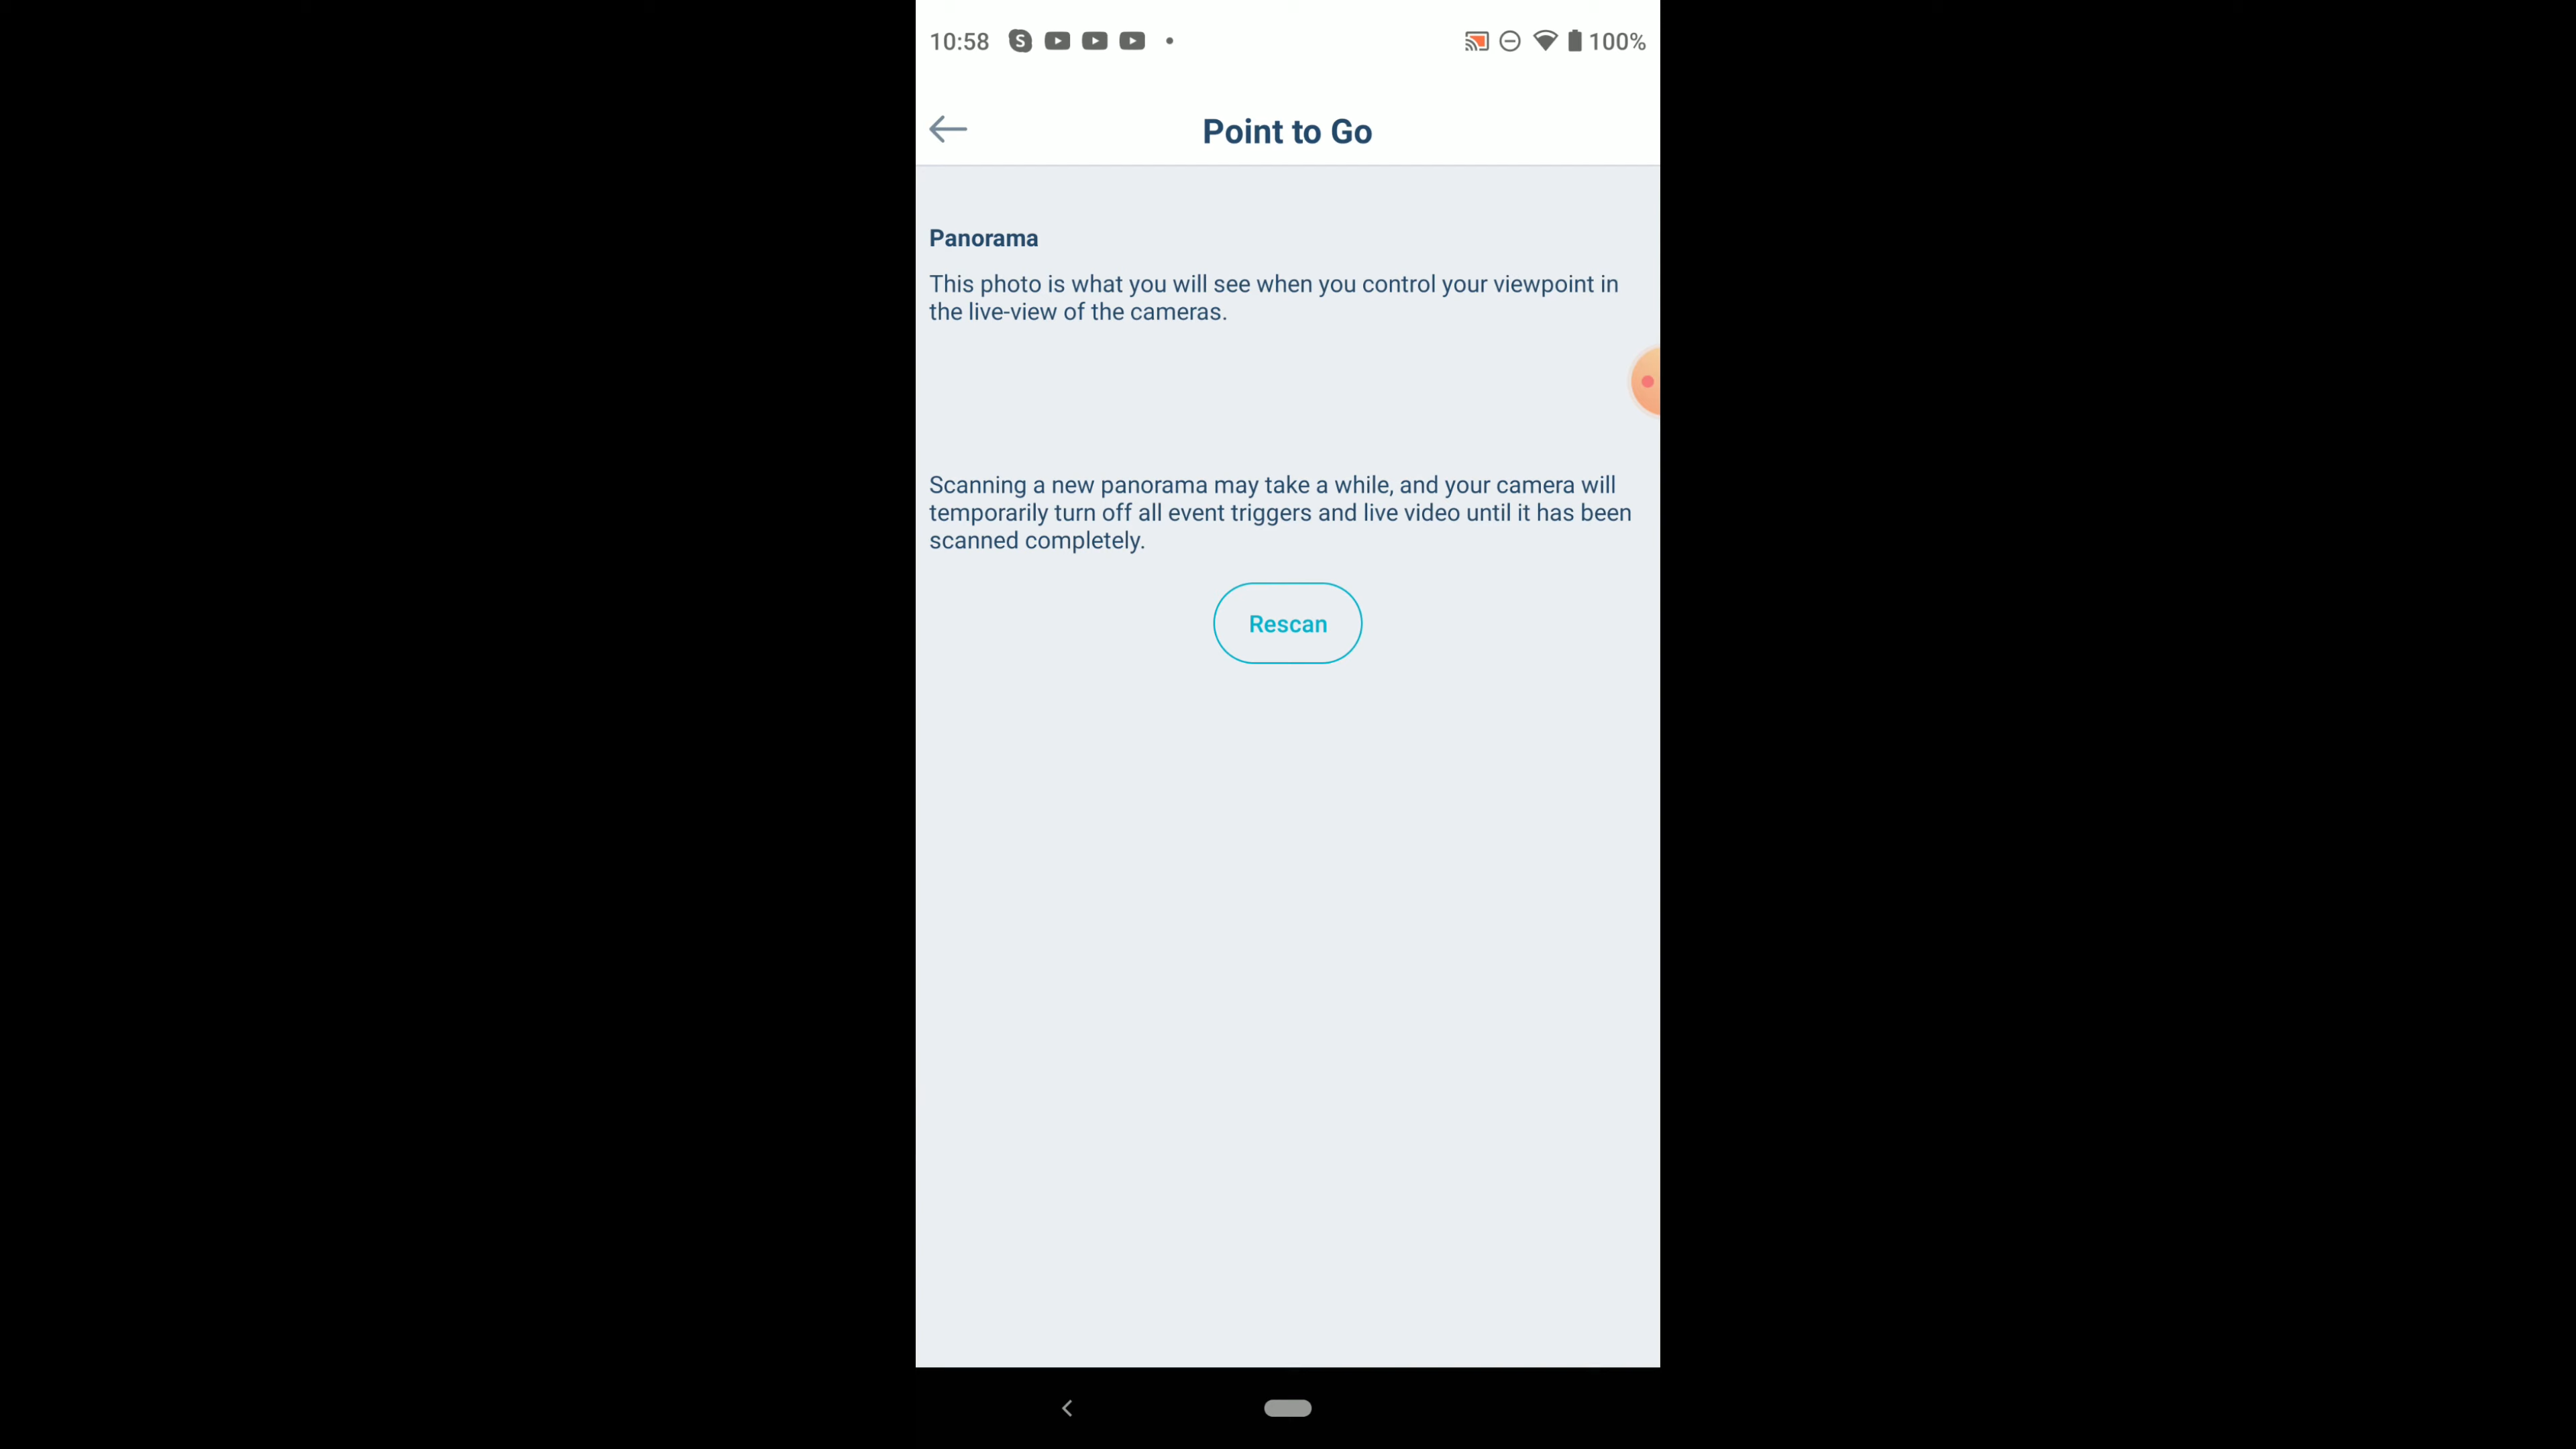 10:58
100%
Point to Go
Panorama
This photo is what you will see when you control your viewpoint in
the live-view of the cameras.
Scanning a new panorama may take a while, and your camera will
temporarily turn off all event triggers and live video until it has been
scanned completely.
Rescan